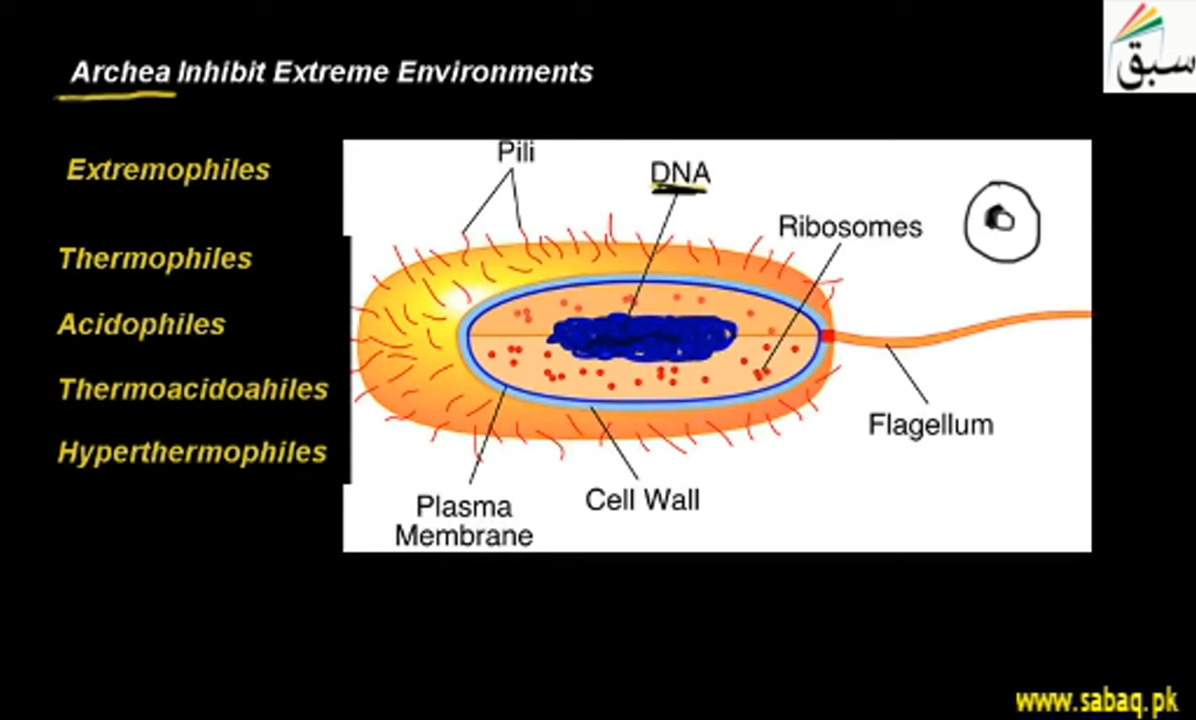 Archea Inhibit Extreme Environments
سبق
Extremophiles
Thermophiles
Acidophiles
Thermoacidoahiles
Hyperthermophiles
Pili
DNA
Ribosomes
Flagellum
Cell Wall
Plasma
Membrane
www.sabaq.pk